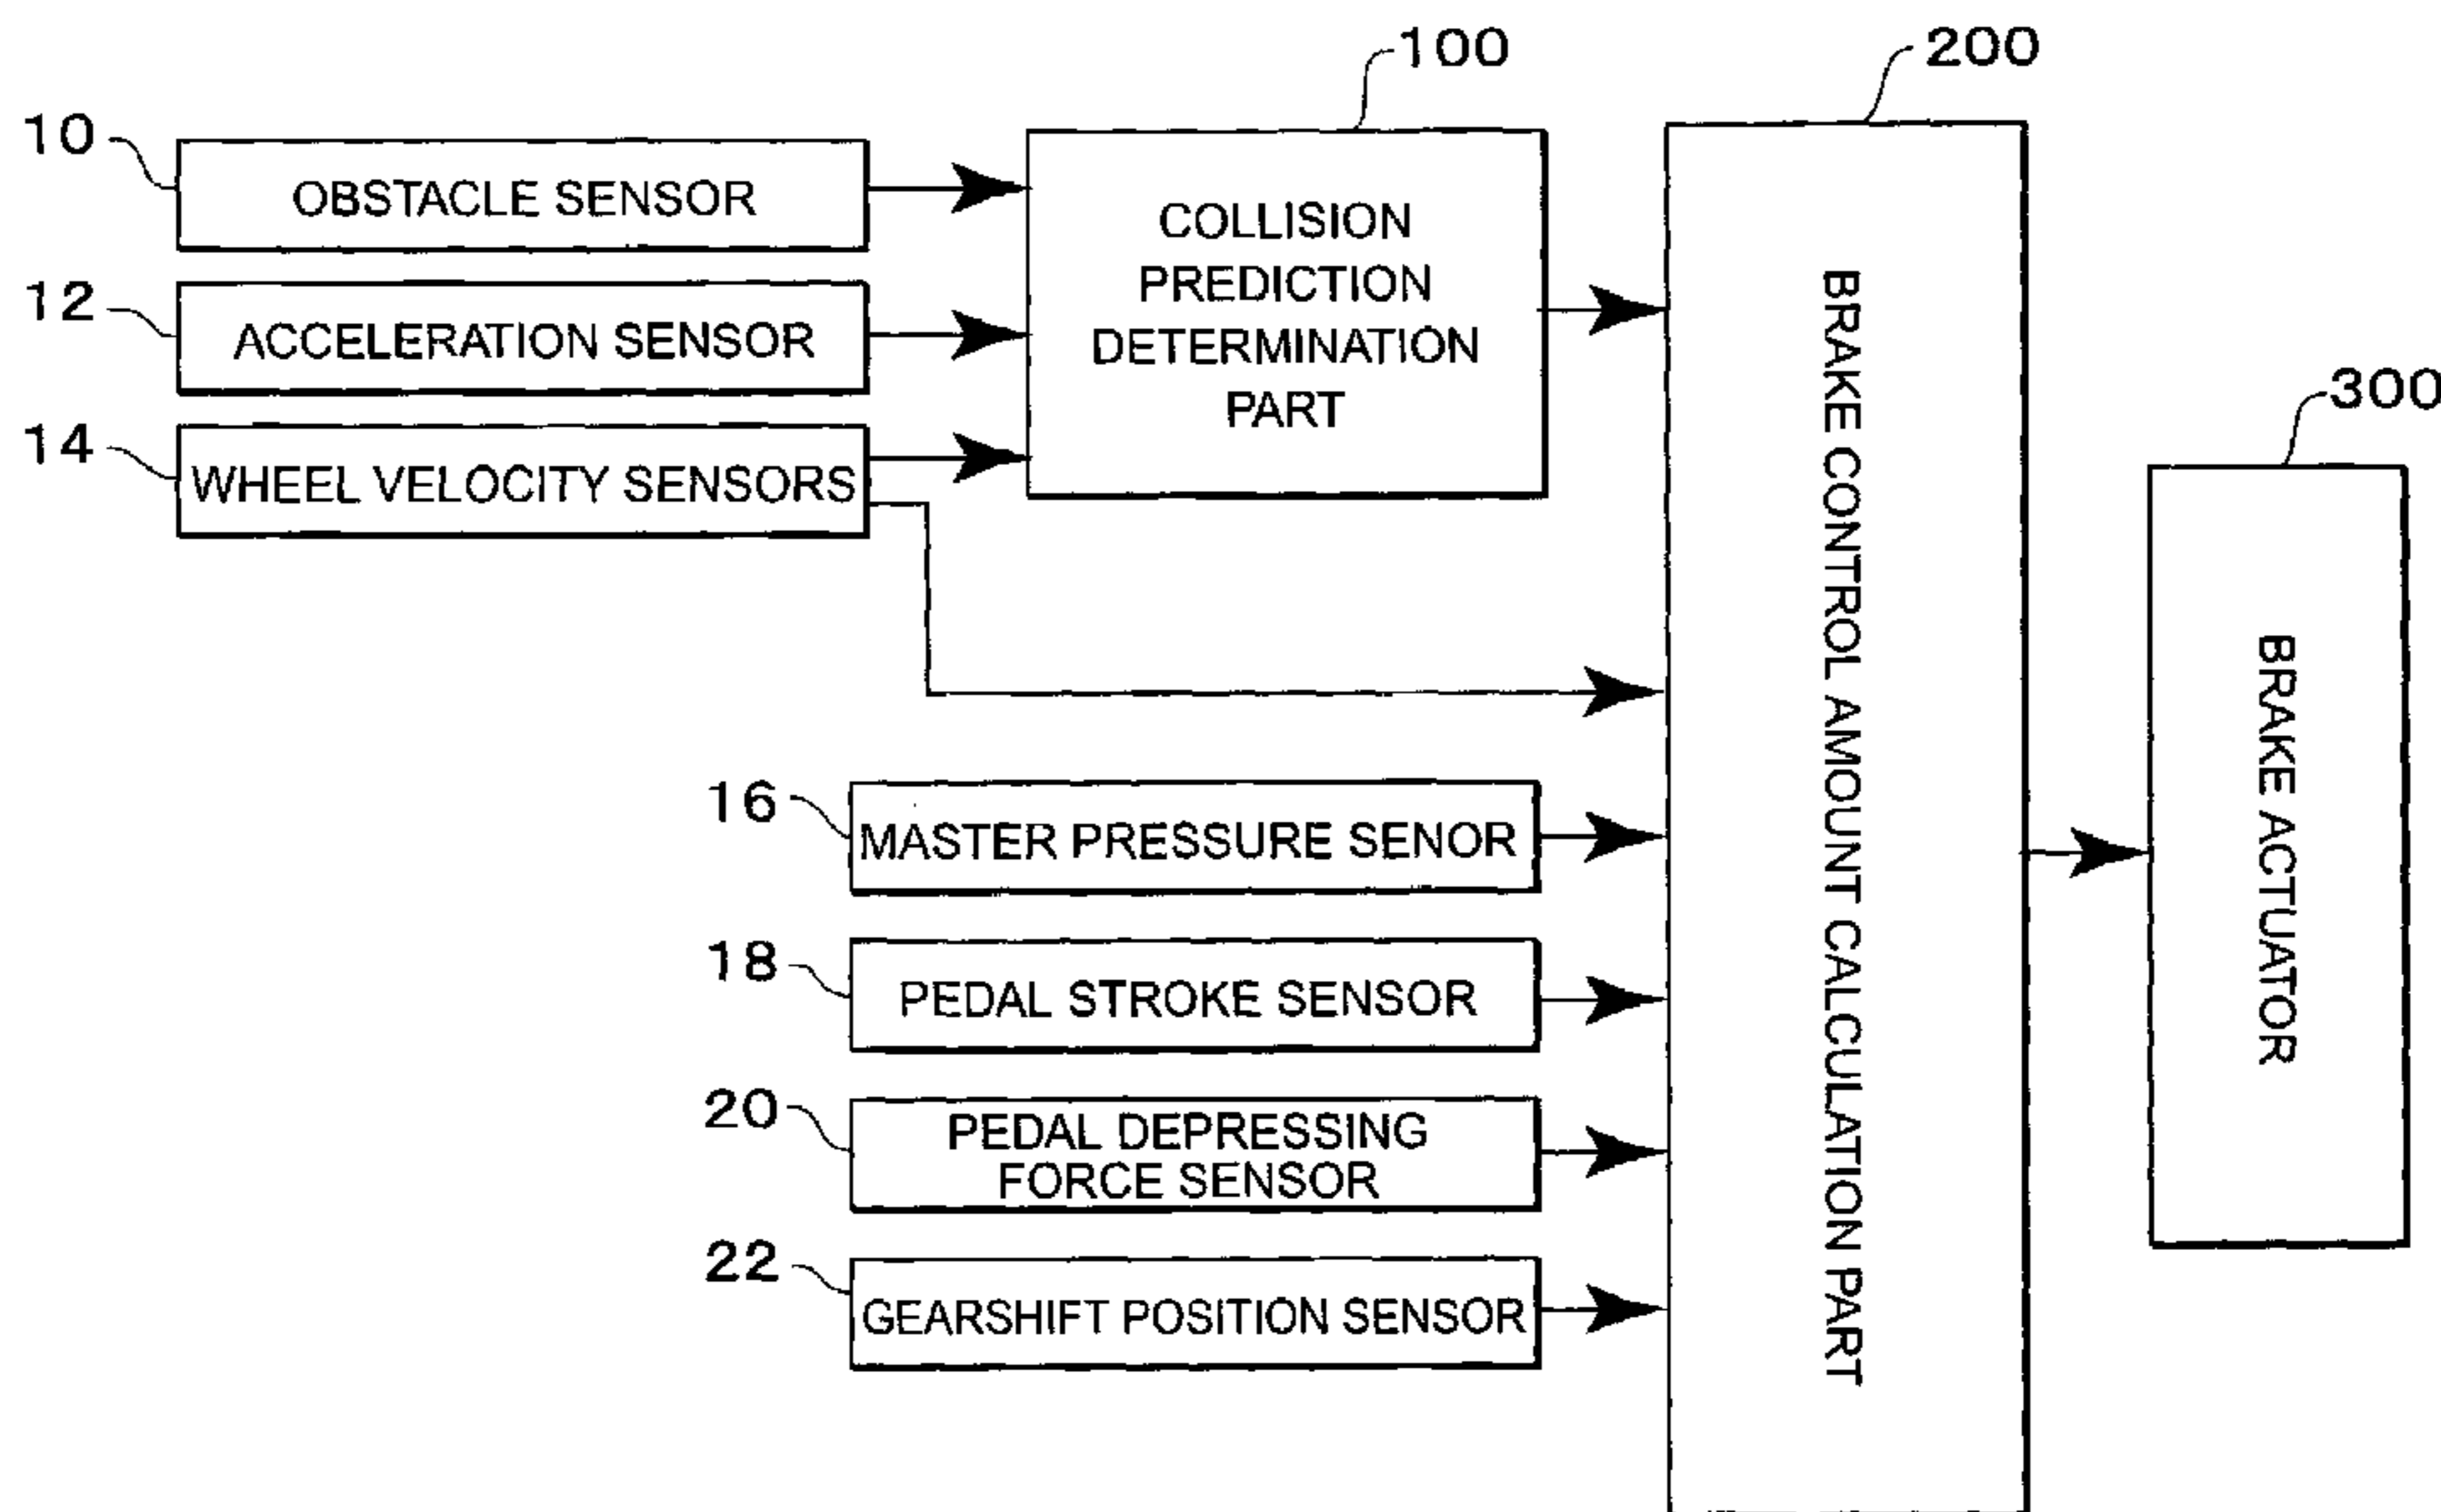 100
200
10
OBSTACLE SENSOR
COLLISION
PREDICTION
DETERMINATION
PART
12
ACCELERATION SENSOR
14
WHEEL VELOCITY SENSORS
BRAKE CONTROL AMOUNT CALCULATION PART
300
BRAKE ACTUATOR
16
MASTER PRESSURE SENOR
18
PEDAL STROKE SENSOR
20
PEDAL DEPRESSING
FORCE SENSOR
22
GEARSHIFT POSITION SENSOR